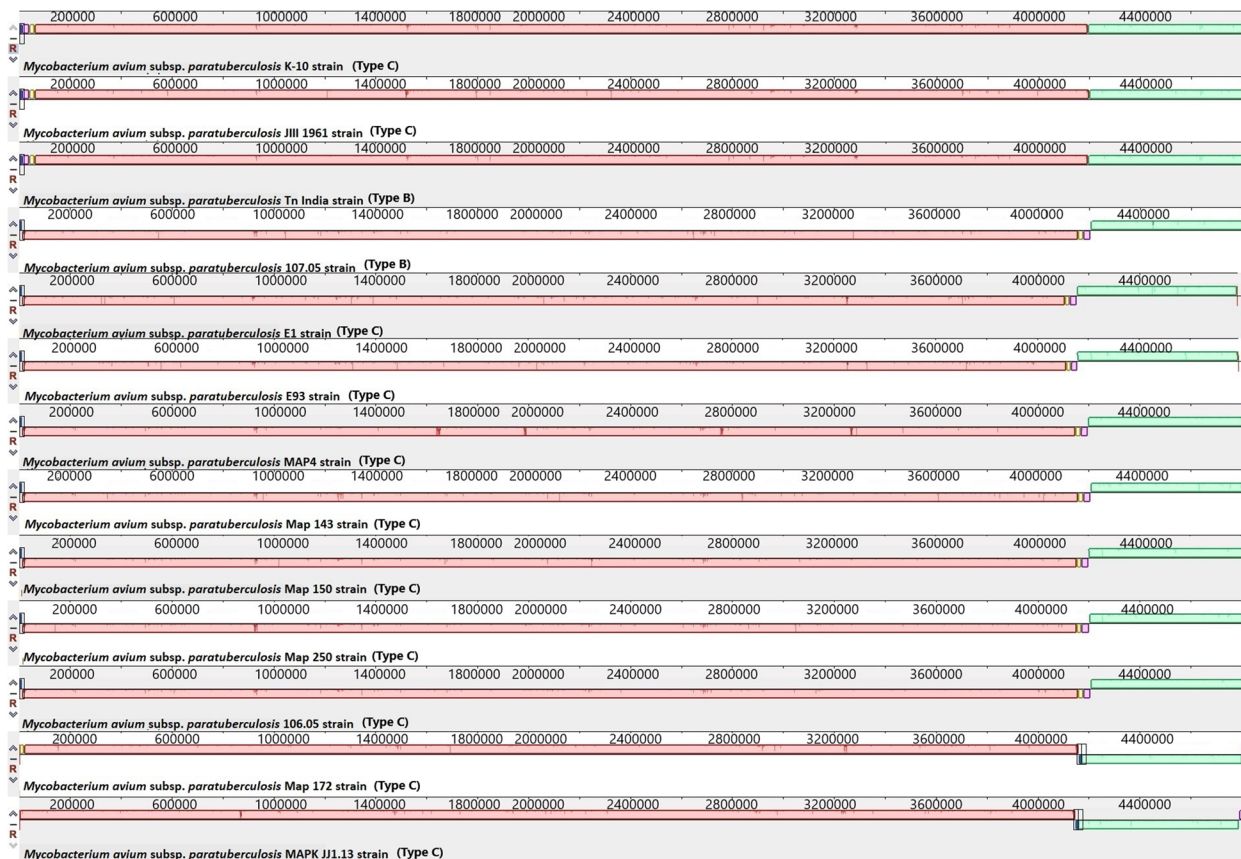 200000 600000 1000000 1400000 1800000 2000000 2400000 2800000 3200000 3600000 4000000 4400000
R
Mycobacterium avium subsp. paratuberculosis K-10 strain (Type C)
200000 600000 1000000 1400000 1800000 2000000 2400000 2800000 3200000 3600000 4000000 4400000
R
Mycobacterium avium subsp. paratuberculosis JIII 1961 strain (Type C)
200000 600000 1000000 1400000 1800000 2000000 2400000 2800000 3200000 3600000 4000000 4400000
R
Mycobacterium avium subsp. paratuberculosis Tn India strain (Type B)
200000 600000 1000000 1400000 1800000 2000000 2400000 2800000 3200000 3600000 4000000 4400000
R
Mycobacterium avium subsp. paratuberculosis 107.05 strain (Type B)
200000 600000 1000000 1400000 1800000 2000000 2400000 2800000 3200000 3600000 4000000 4400000
R
Mycobacterium avium subsp. paratuberculosis E1 strain (Type C)
200000 600000 1000000 1400000 1800000 2000000 2400000 2800000 3200000 3600000 4000000 4400000
R
Mycobacterium avium subsp. paratuberculosis E93 strain (Type C)
200000 600000 1000000 1400000 1800000 2000000 2400000 2800000 3200000 3600000 4000000 4400000
R
Mycobacterium avium subsp. paratuberculosis MAP4 strain (Type C)
200000 600000 1000000 1400000 1800000 2000000 2400000 2800000 3200000 3600000 4000000 4400000
R
Mycobacterium avium subsp. paratuberculosis Map 143 strain (Type C)
200000 600000 1000000 1400000 1800000 2000000 2400000 2800000 3200000 3600000 4000000 4400000
R
Mycobacterium avium subsp. paratuberculosis Map 150 strain (Type C)
200000 600000 1000000 1400000 1800000 2000000 2400000 2800000 3200000 3600000 4000000 4400000
R
Mycobacterium avium subsp. paratuberculosis Map 250 strain (Type C)
200000 600000 1000000 1400000 1800000 2000000 2400000 2800000 3200000 3600000 4000000 4400000
R
Mycobacterium avium subsp. paratuberculosis 106.05 strain (Type C)
200000 600000 1000000 1400000 1800000 2000000 2400000 2800000 3200000 3600000 4000000 4400000
R
Mycobacterium avium subsp. paratuberculosis Map 172 strain (Type C)
200000 600000 1000000 1400000 1800000 2000000 2400000 2800000 3200000 3600000 4000000 4400000
R
Mycobacterium avium subsp. paratuberculosis MAPK JJ1.13 strain (Type C)